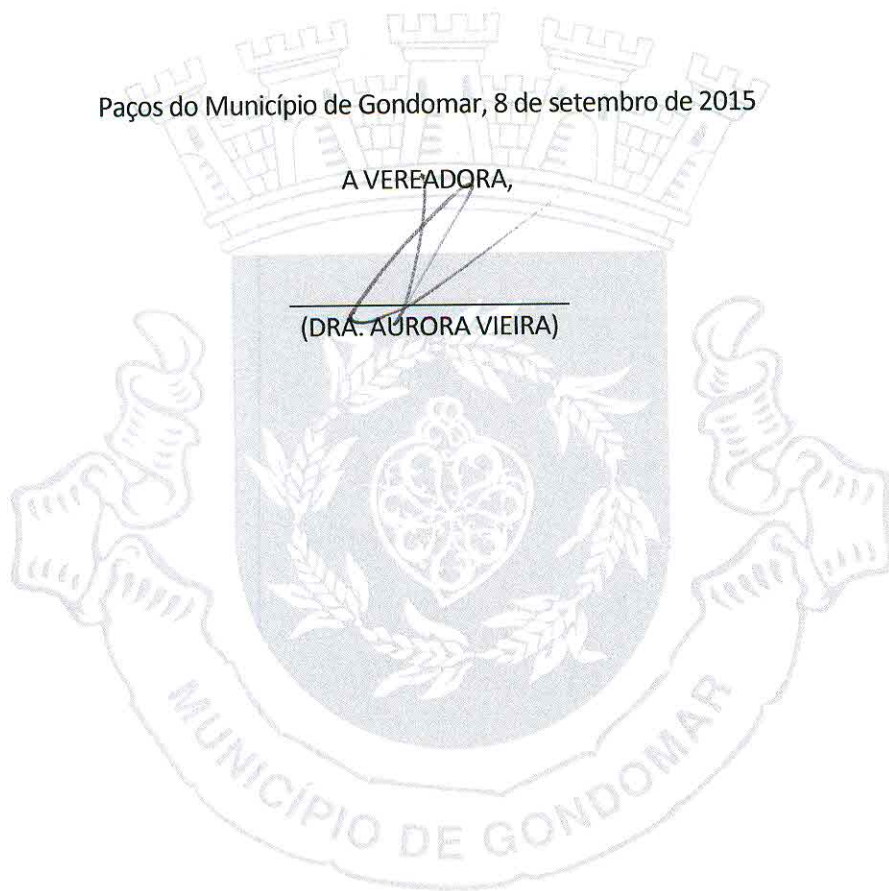 Paços do Município de Gondomar, 8 de setembro de 2015
A VEREADORA,
(DRA. AURORA VIEIRA)
MUNICÍPIO DE GONDOMAR